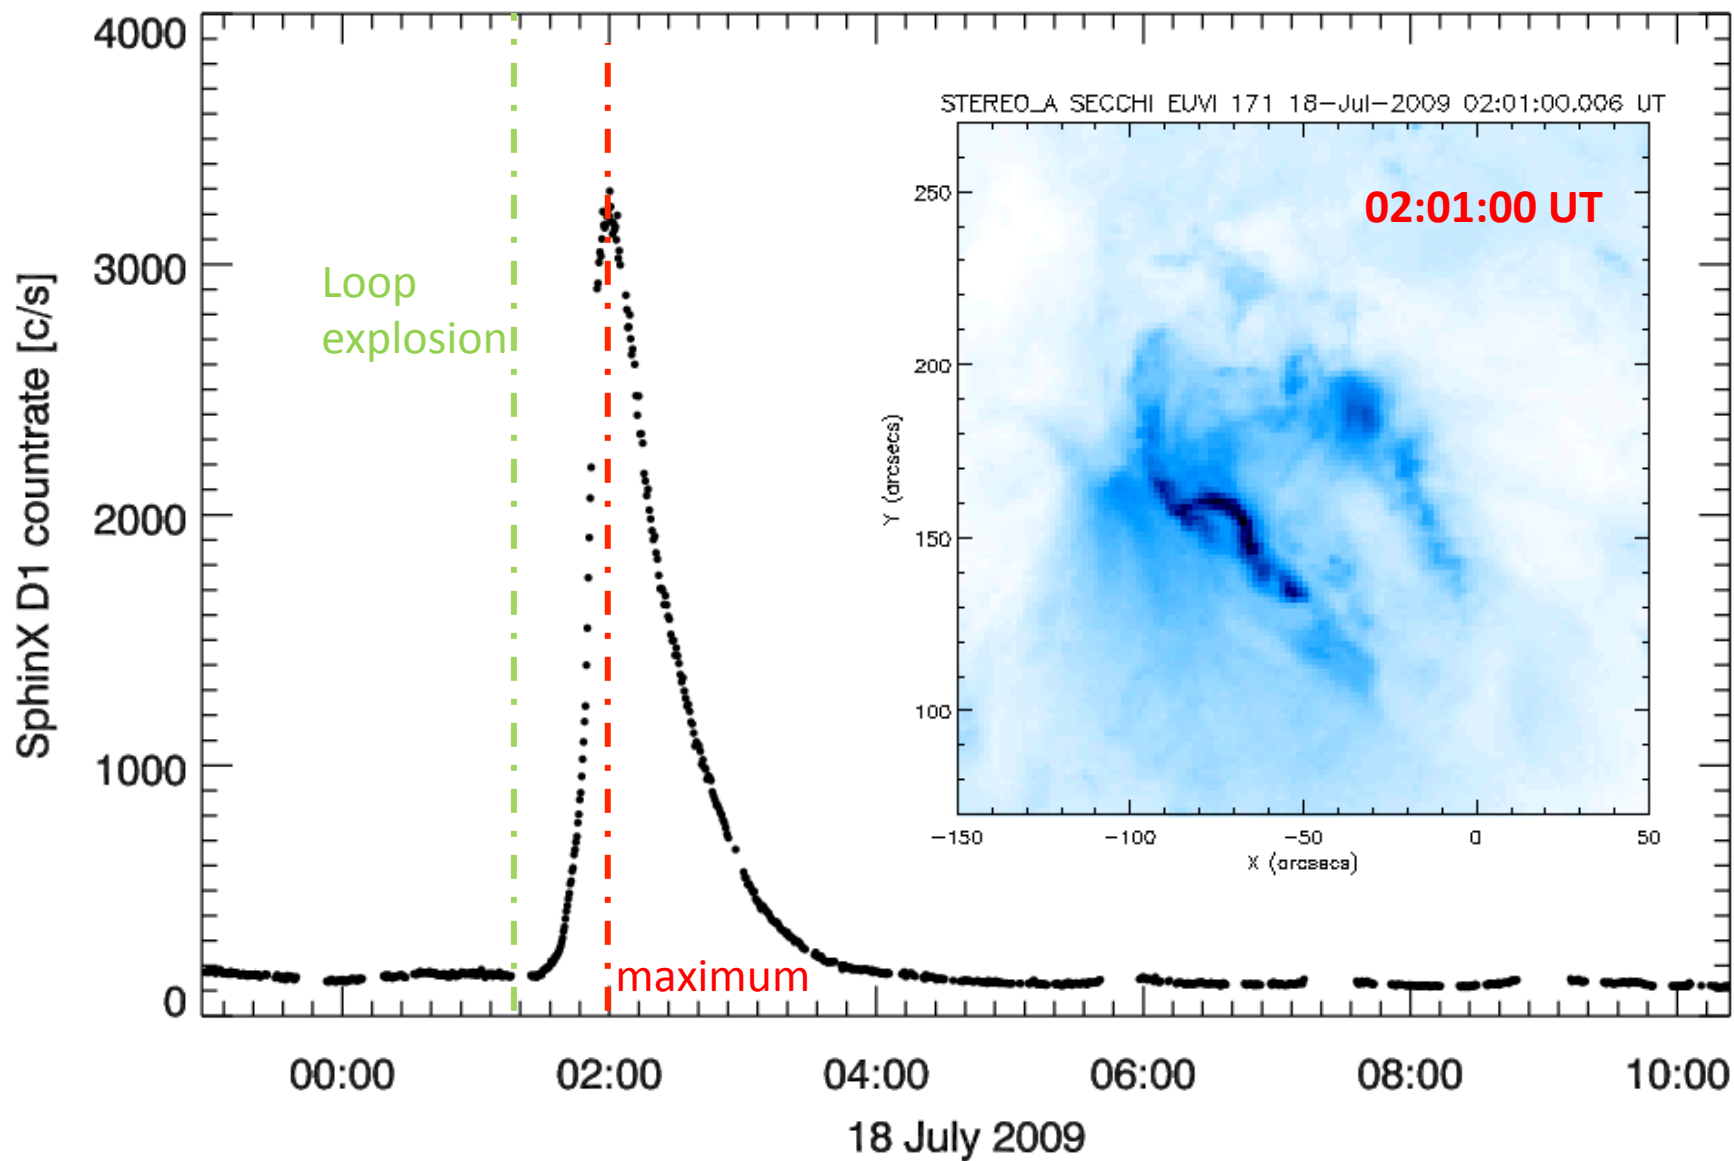 4000
3000
2000
1000
0
SphinX D1 countrate [c/s]
Loop
explosion
maximum
00:00
02:00
04:00
06:00
08:00
10:00
18 July 2009
STEREO_A SECCHI EUVI 171 18-Jul-2009 02:01:00.006 UT
02:01:00 UT
250
200
150
100
Y (arcsecs)
-150
-100
-50
0
50
X (arcsecs)